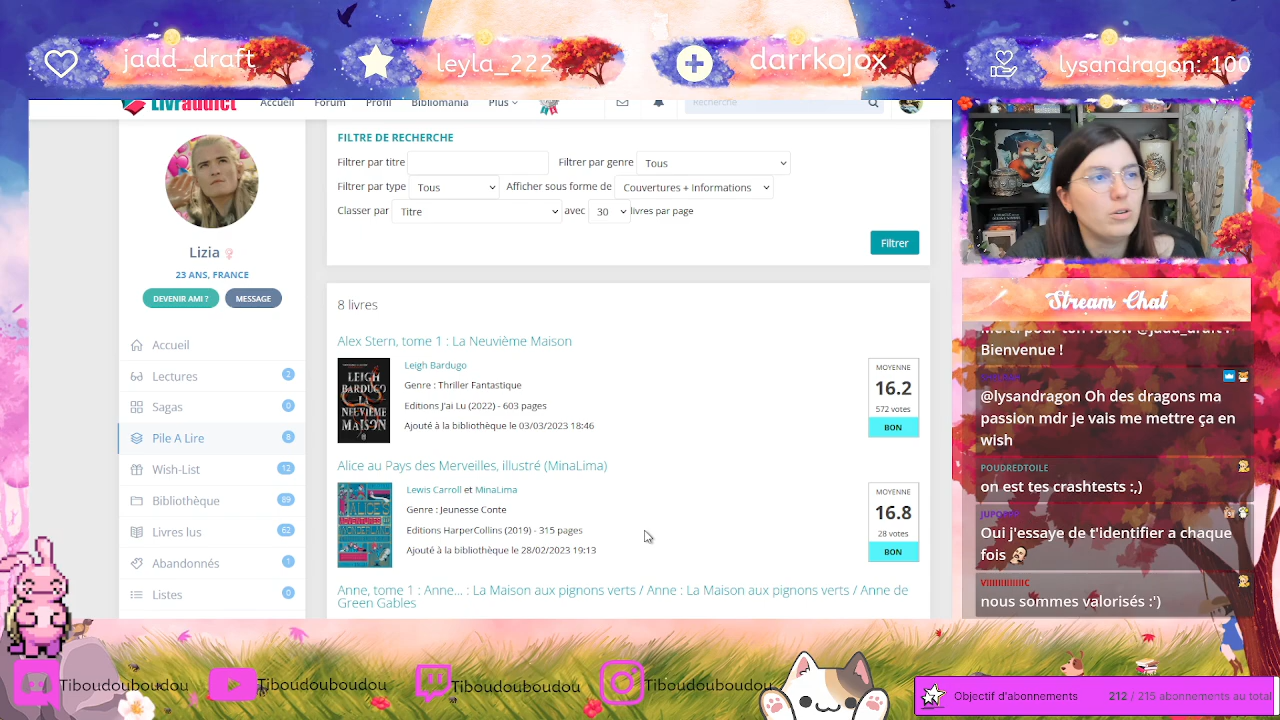 jadd_draft
leyla_222
darrkojox
lysandragon: 100
Livraddict
Accueil
Forum
Profil
Bibliomania
Plus
Recherche
Lizia
23 ANS, FRANCE
DEVENIR AMI ?
MESSAGE
Accueil
Lectures
2
Sagas
0
Pile A Lire
8
Wish-List
12
Bibliothèque
89
Livres lus
62
Abandonnés
1
Listes
0
FILTRE DE RECHERCHE
Filtrer par titre
Filtrer par genre
Tous
Filtrer par type
Tous
Afficher sous forme de
Couvertures + Informations
Classer par
Titre
avec
30
livres par page
Filtrer
8 livres
Alex Stern, tome 1 : La Neuvième Maison
LEIGH
BARDUGO
LA
NEUVIÈME
MAISON
Leigh Bardugo
Genre : Thriller Fantastique
Editions J'ai Lu (2022) - 603 pages
Ajouté à la bibliothèque le 03/03/2023 18:46
MOYENNE
16.2
572 votes
BON
Alice au Pays des Merveilles, illustré (MinaLima)
Lewis Carroll et MinaLima
Genre : Jeunesse Conte
Editions HarperCollins (2019) - 315 pages
Ajouté à la bibliothèque le 28/02/2023 19:13
MOYENNE
16.8
28 votes
BON
Anne, tome 1 : Anne... : La Maison aux pignons verts / Anne : La Maison aux pignons verts / Anne de
Green Gables
Stream Chat
Merci pour ton follow @jadd_draft !
Bienvenue !
@lysandragon Oh des dragons ma
passion mdr je vais me mettre ça en
wish
POUDREDTOILE
on est tes crashtests :,)
Oui j'essaye de t'identifier a chaque
fois
nous sommes valorisés :')
Tiboudouboudou
Tiboudouboudou
Tiboudouboudou
Tiboudouboudou
Objectif d'abonnements
212 / 215 abonnements au total